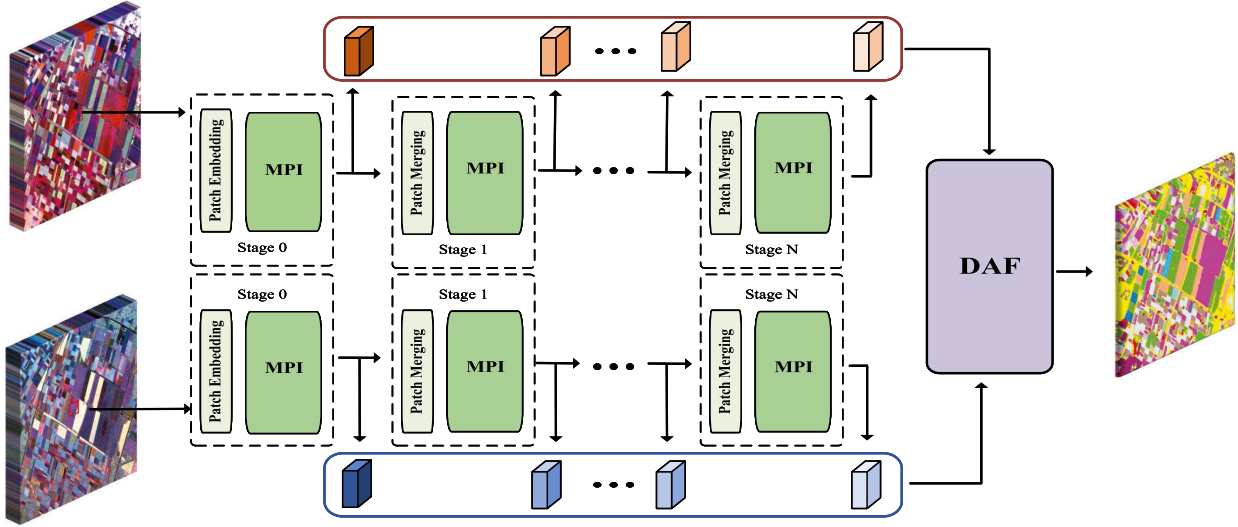 Patch Embedding
MPI
Stage 0
Patch Merging
MPI
Stage 1
Patch Merging
MPI
Stage N
Stage 0
Patch Embedding
MPI
Stage 1
Patch Merging
MPI
Stage N
Patch Merging
MPI
DAF